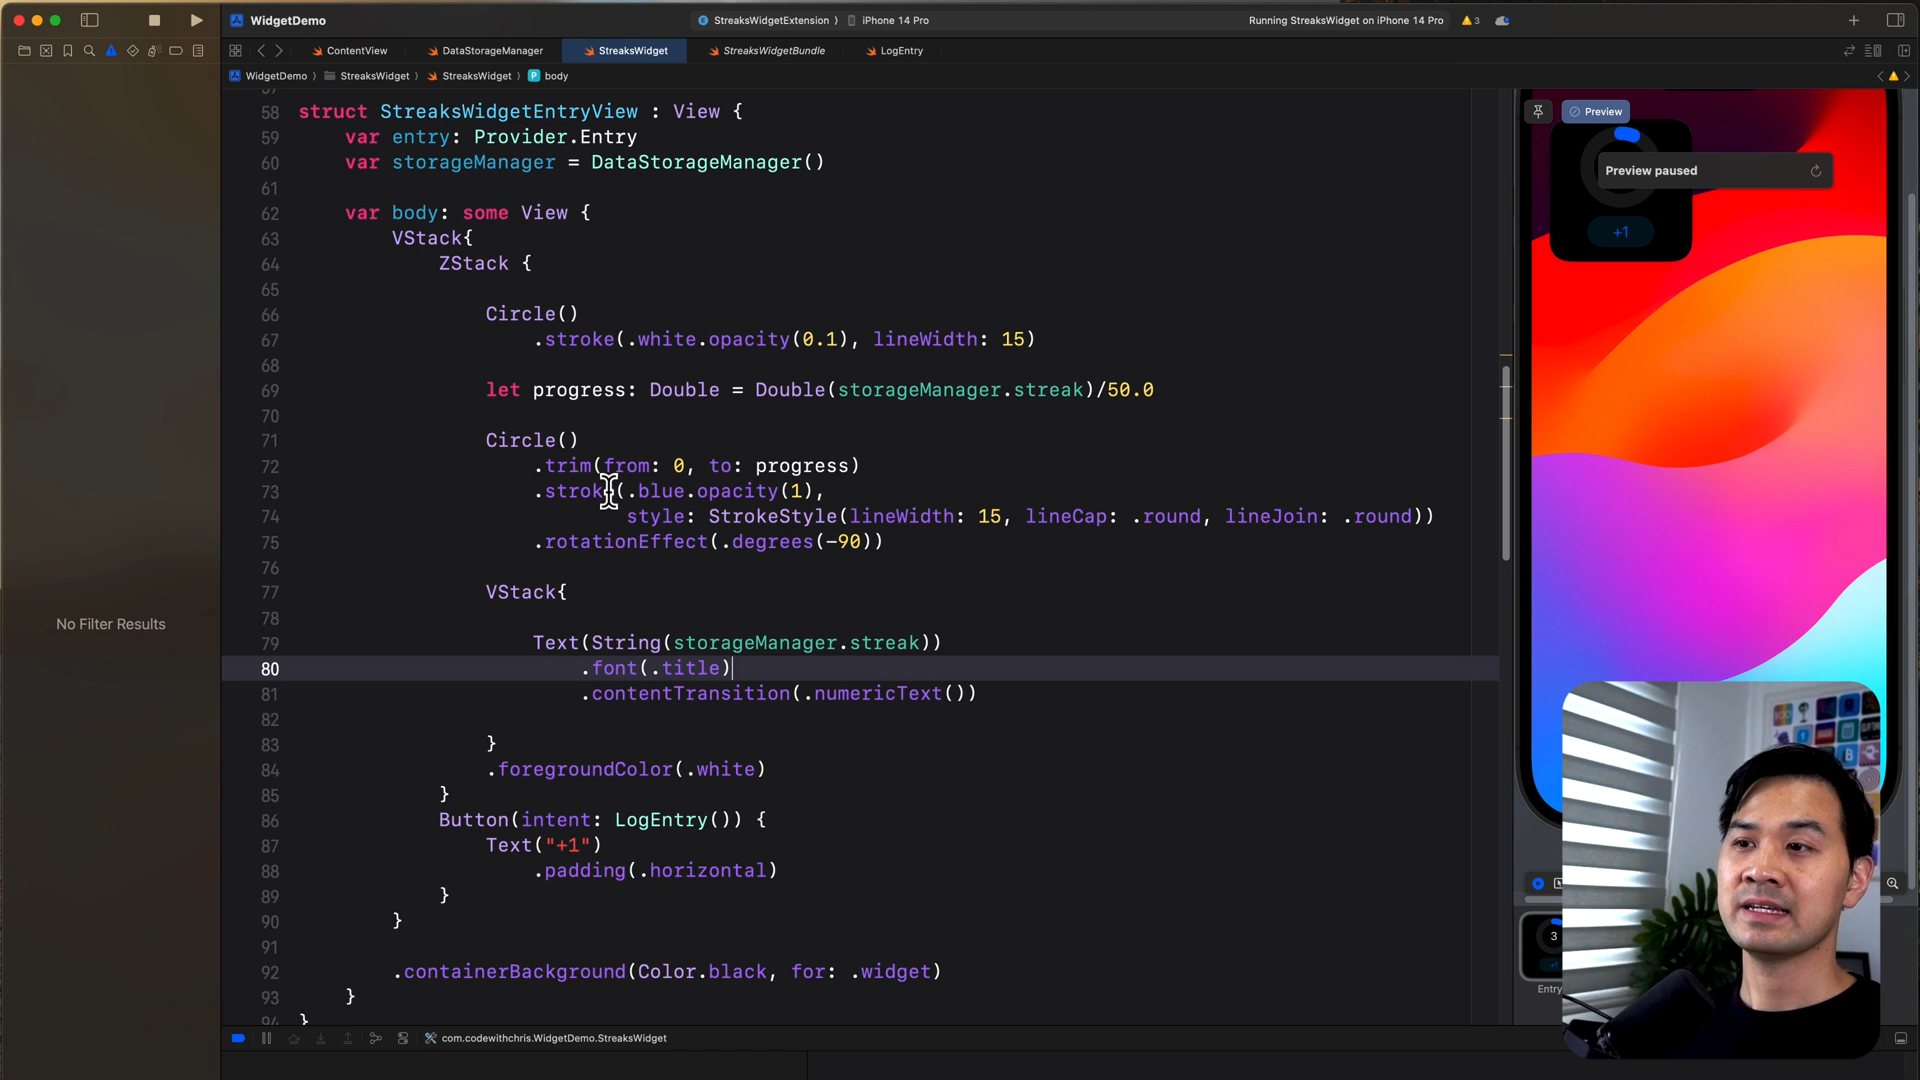 WidgetDemo
StreaksWidgetExtension
iPhone 14 Pro
Running StreaksWidget on iPhone 14 Pro
3
ContentView
DataStorageManager
StreaksWidget
StreaksWidgetBundle
LogEntry
WidgetDemo
StreaksWidget
StreaksWidget
P body
58 struct StreaksWidgetEntryView : View {
59 var entry: Provider.Entry
60 var storageManager = DataStorageManager()
61
62 var body: some View {
63 VStack{
64 ZStack {
65
66 Circle()
67 .stroke(.white.opacity(0.1), lineWidth: 15)
68
69 let progress: Double = Double(storageManager.streak)/50.0
70
71 Circle()
72 .trim(from: 0, to: progress)
73 .stroke(.blue.opacity(1),
74 style: StrokeStyle(lineWidth: 15, lineCap: .round, lineJoin: .round))
75 .rotationEffect(.degrees(-90))
76
77 VStack{
78
79 Text(String(storageManager.streak))
80 .font(.title)
81 .contentTransition(.numericText())
82
83 }
84 .foregroundColor(.white)
85 }
86 Button(intent: LogEntry()) {
87 Text("+1")
88 .padding(.horizontal)
89 }
90 }
91
92 .containerBackground(Color.black, for: .widget)
93 }
94 }
No Filter Results
Preview
Preview paused
+1
3
Entry
com.codewithchris.WidgetDemo.StreaksWidget